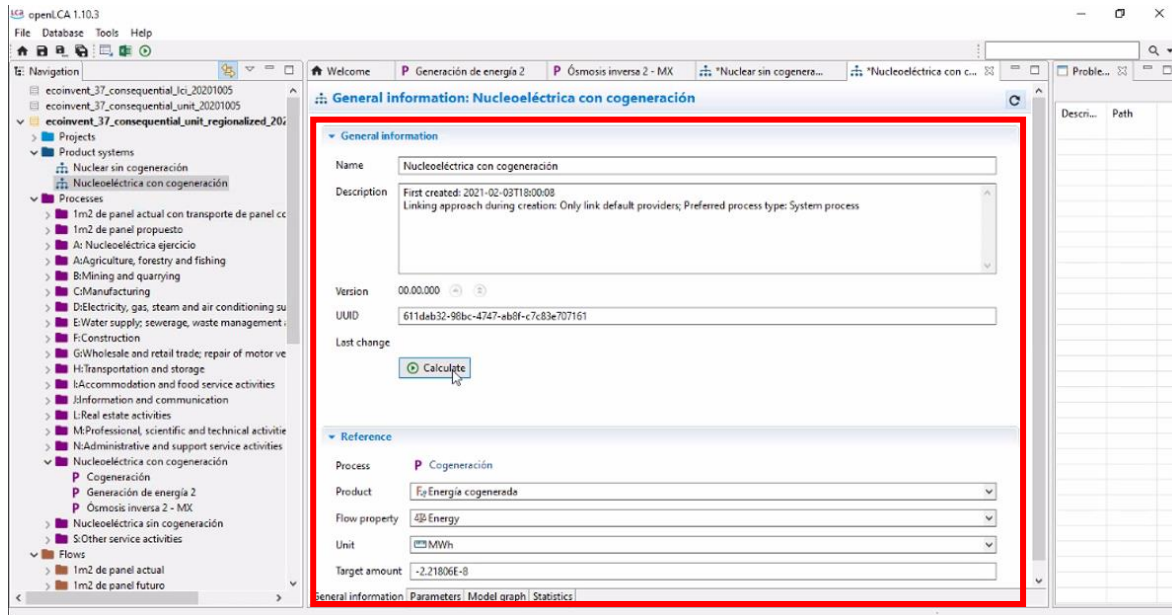 LCA openLCA 1.10.3
File Database Tools Help
Navigation
ecoinvent_37_consequential_lci_20201005
ecoinvent_37_consequential_unit_20201005
ecoinvent_37_consequential_unit_regionalized_202
Projects
Product systems
Nuclear sin cogeneración
Nucleoeléctrica con cogeneración
Processes
1m2 de panel actual con transporte de panel cc
1m2 de panel propuesto
A: Nucleoeléctrica ejercicio
A:Agriculture, forestry and fishing
B:Mining and quarrying
C:Manufacturing
D:Electricity, gas, steam and air conditioning su
E:Water supply; sewerage, waste management
F:Construction
G:Wholesale and retail trade; repair of motor ve
H:Transportation and storage
I:Accommodation and food service activities
J:Information and communication
L:Real estate activities
M:Professional, scientific and technical activitie
N:Administrative and support service activities
Nucleoeléctrica con cogeneración
P Cogeneración
P Generación de energía 2
P Ósmosis inversa 2 - MX
Nucleoeléctrica sin cogeneración
S:Other service activities
Flows
1m2 de panel actual
1m2 de panel futuro
Welcome P Generación de energía 2 P Ósmosis inversa 2 - MX *Nuclear sin cogenera... *Nucleoeléctrica con c...
General information: Nucleoeléctrica con cogeneración
General information
Name Nucleoeléctrica con cogeneración
Description First created: 2021-02-03T18:00:08
Linking approach during creation: Only link default providers; Preferred process type: System process
Version 00.00.000
UUID 611dab32-98bc-4747-ab8f-c7c83e707161
Last change
Calculate
Reference
Process P Cogeneración
Product Energía cogenerada
Flow property Energy
Unit MWh
Target amount -2.21806E-8
General information Parameters Model graph Statistics
Proble...
Descri... Path